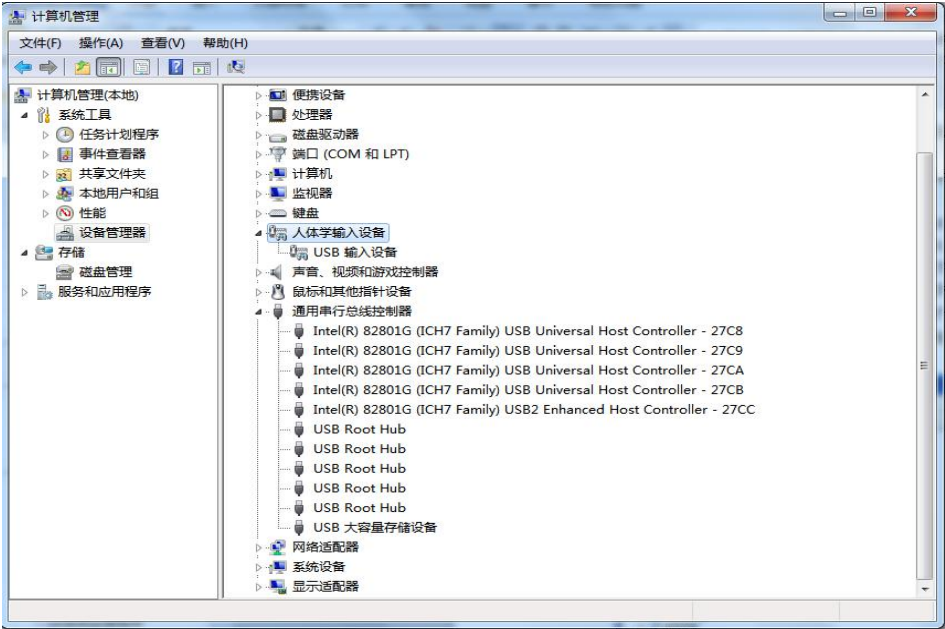 计算机管理
文件(F) 操作(A) 查看(V) 帮助(H)
计算机管理(本地)
系统工具
任务计划程序
事件查看器
共享文件夹
本地用户和组
性能
设备管理器
存储
磁盘管理
服务和应用程序
便携设备
处理器
磁盘驱动器
端口 (COM 和 LPT)
计算机
监视器
键盘
人体学输入设备
USB 输入设备
声音、视频和游戏控制器
鼠标和其他指针设备
通用串行总线控制器
Intel(R) 82801G (ICH7 Family) USB Universal Host Controller - 27C8
Intel(R) 82801G (ICH7 Family) USB Universal Host Controller - 27C9
Intel(R) 82801G (ICH7 Family) USB Universal Host Controller - 27CA
Intel(R) 82801G (ICH7 Family) USB Universal Host Controller - 27CB
Intel(R) 82801G (ICH7 Family) USB2 Enhanced Host Controller - 27CC
USB Root Hub
USB Root Hub
USB Root Hub
USB Root Hub
USB Root Hub
USB 大容量存储设备
网络适配器
系统设备
显示适配器